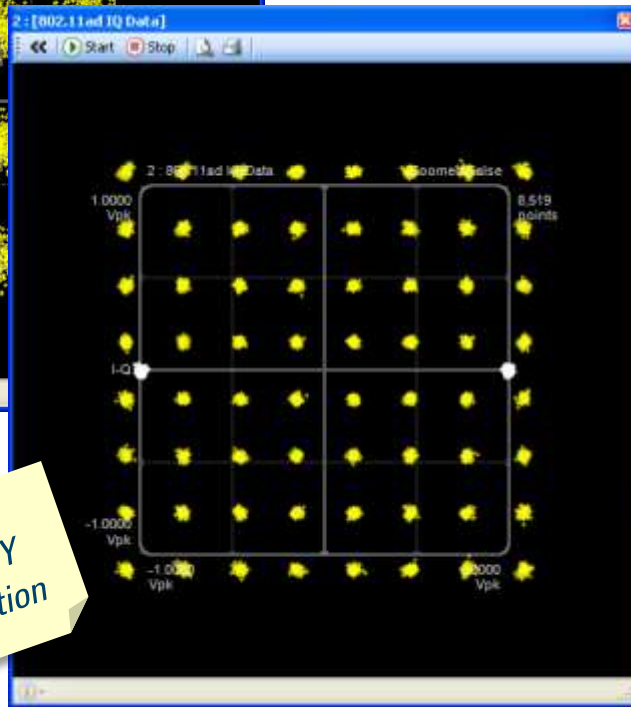 2 : [802.11ad IQ Data]
Start Stop
2 : 802.11ad IQ Data
1.0000
Vpk
8,519
points
I-Q
-1.0000
Vpk
-1.0000
Vpk
Vpk
Y
tion